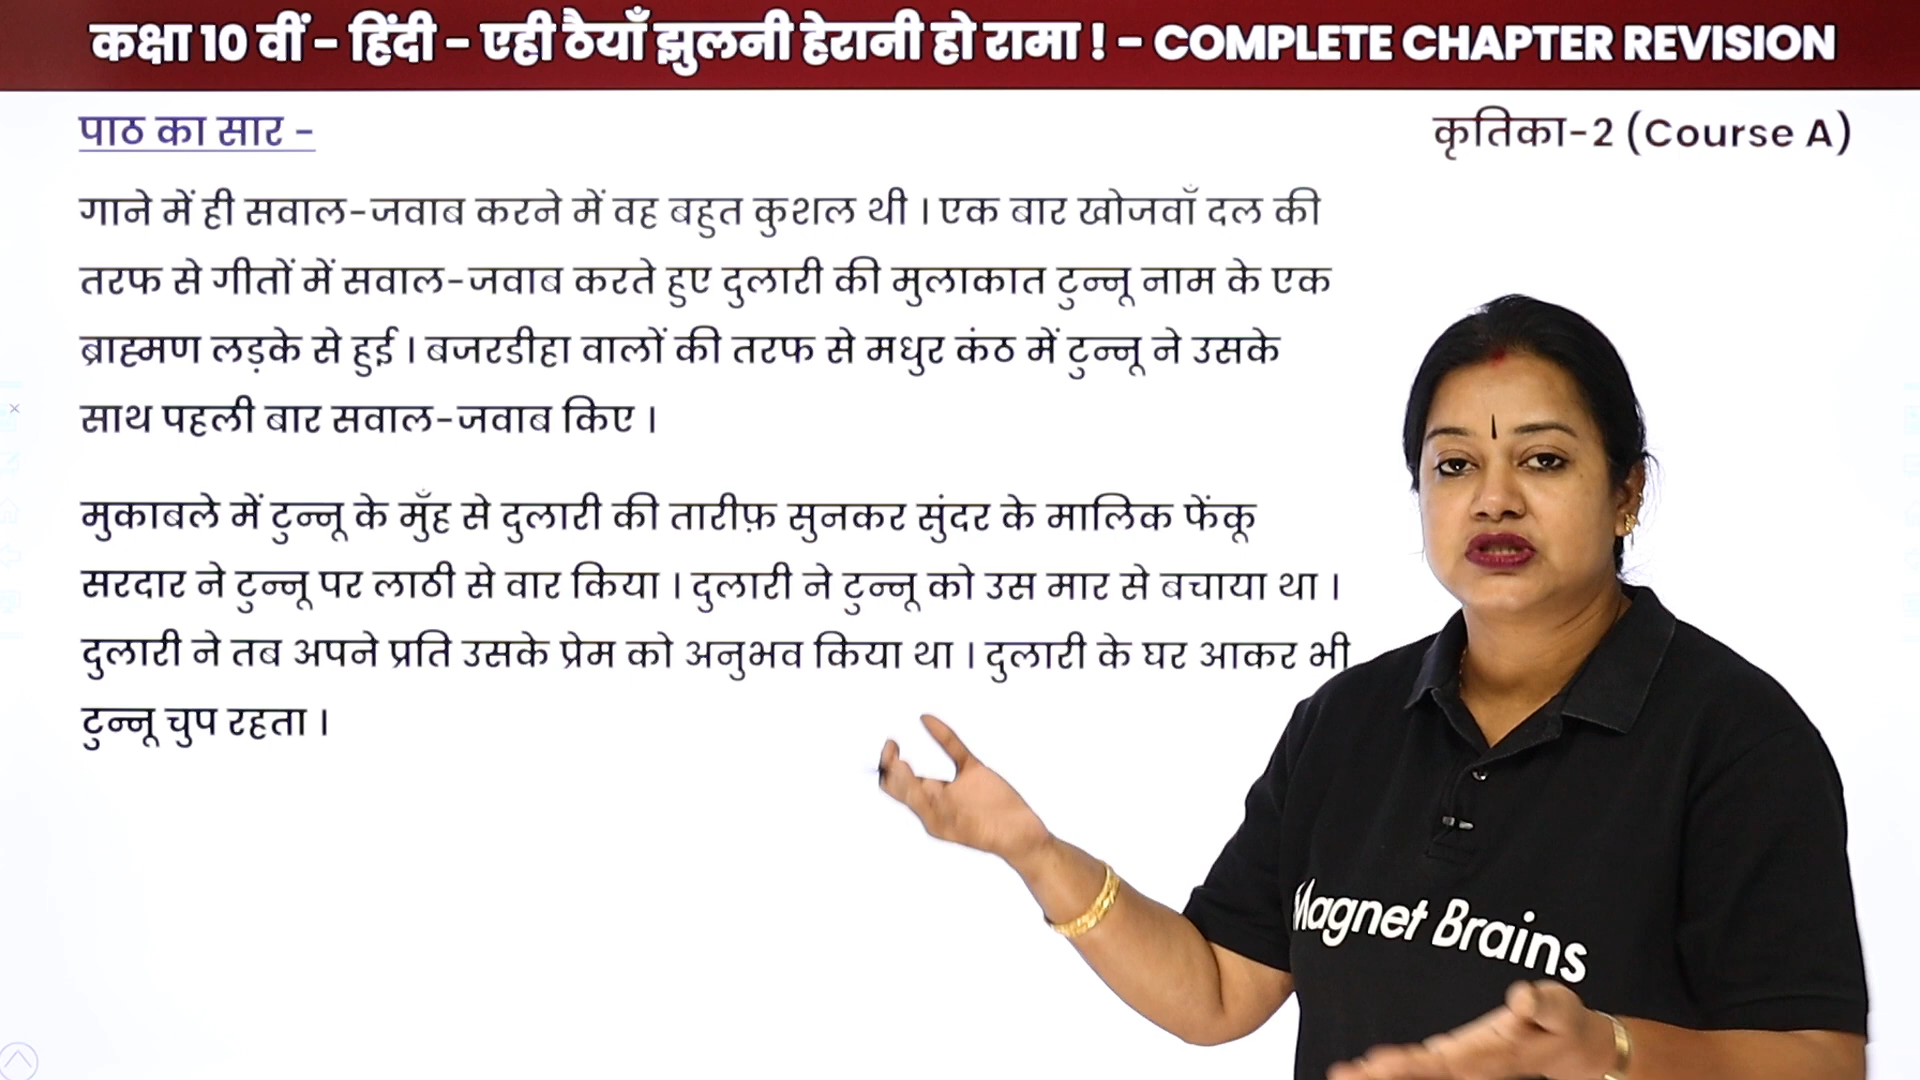 कक्षा 10 वीं - हिंदी - एही ठैयाँ झुलनी हेरानी हो रामा ! - COMPLETE CHAPTER REVISION
पाठ का सार -
कृतिका-2 (Course A)
गाने में ही सवाल-जवाब करने में वह बहुत कुशल थी । एक बार खोजवाँ दल की
तरफ से गीतों में सवाल-जवाब करते हुए दुलारी की मुलाकात टुन्नू नाम के एक
ब्राह्मण लड़के से हुई । बजरडीहा वालों की तरफ से मधुर कंठ में टुन्नू ने उसके
साथ पहली बार सवाल-जवाब किए ।
मुकाबले में टुन्नू के मुँह से दुलारी की तारीफ़ सुनकर सुंदर के मालिक फेंकू
सरदार ने टुन्नू पर लाठी से वार किया । दुलारी ने टुन्नू को उस मार से बचाया था ।
दुलारी ने तब अपने प्रति उसके प्रेम को अनुभव किया था । दुलारी के घर आकर भी
टुन्नू चुप रहता ।
Magnet Brains